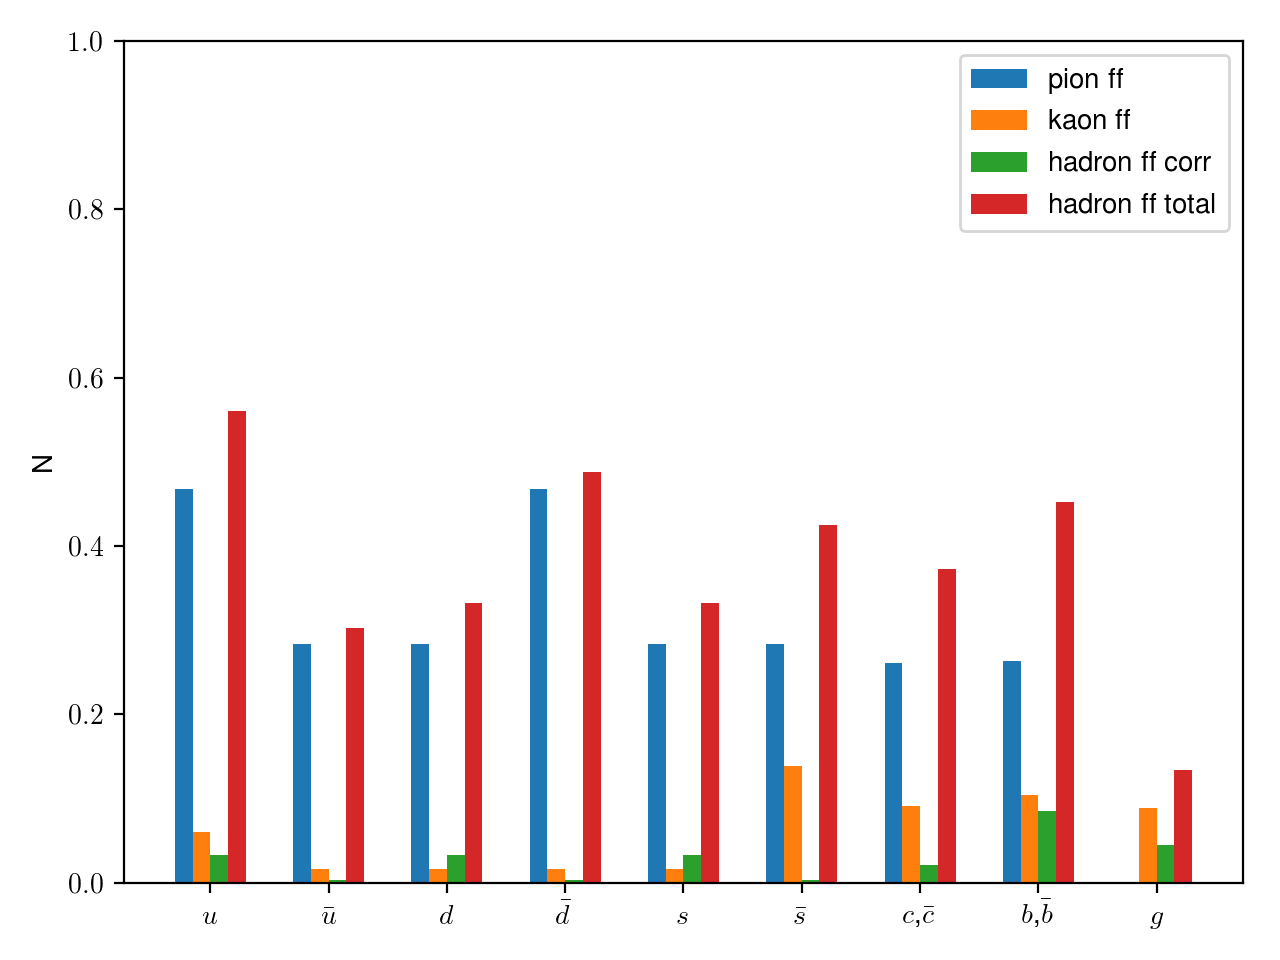 1.0
0.8
0.6
0.4
0.2
0.0
N
pion ff
kaon ff
hadron ff corr
hadron ff total
u ū d d̄ s s̄ c,c̄ b,b̄ g